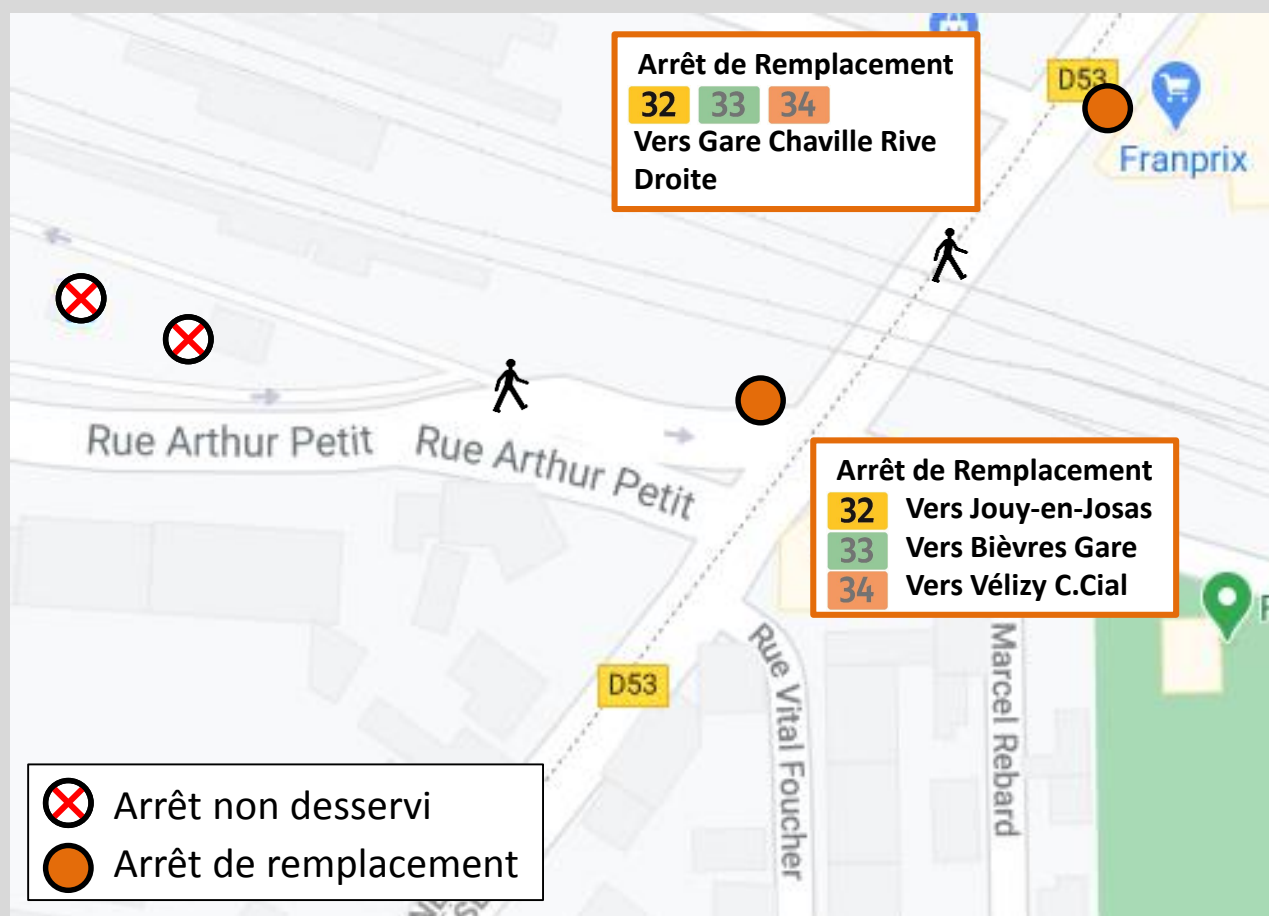 Arrêt de Remplacement
32 33 34
Vers Gare Chaville Rive
Droite
D53
Franprix
Rue Arthur Petit
Rue Arthur Petit
Arrêt de Remplacement
32 Vers Jouy-en-Josas
33 Vers Bièvres Gare
34 Vers Vélizy C.Cial
D53
Rue Vital Foucher
Marcel Rebard
Arrêt non desservi
Arrêt de remplacement